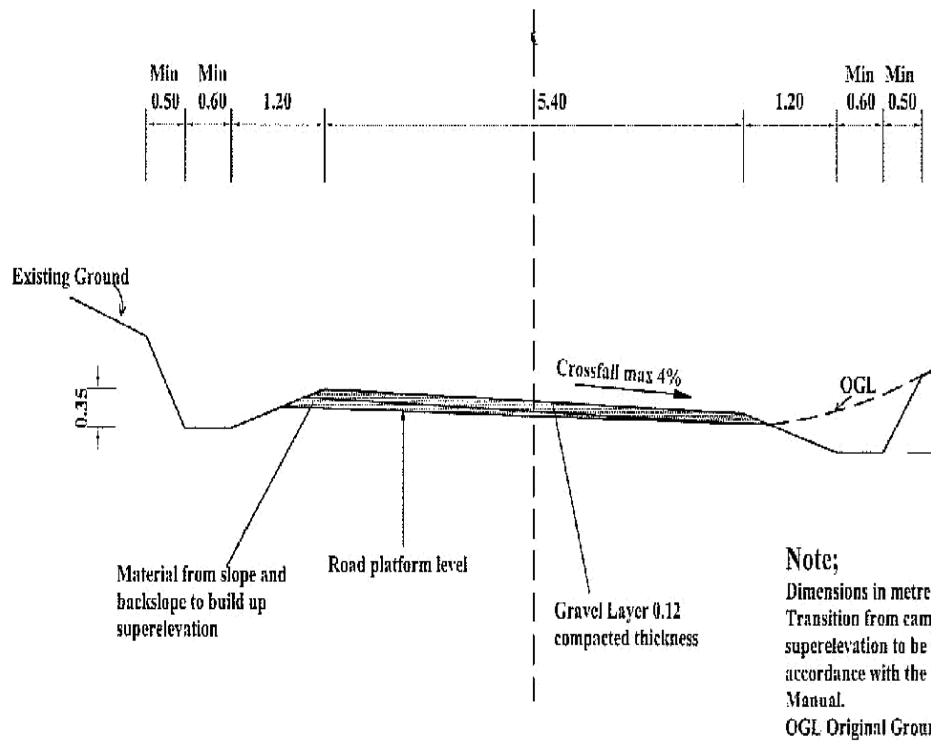 ℄
Min Min Min Min
0.50 0.60 1.20 5.40 1.20 0.60 0.50
Existing Ground
Crossfall max 4%
OGL
0.35
Material from slope and
backslope to build up
superelevation
Road platform level
Gravel Layer 0.12
compacted thickness
Note;
Dimensions in metre
Transition from cam
superelevation to be
accordance with the
Manual.
OGL Original Groun